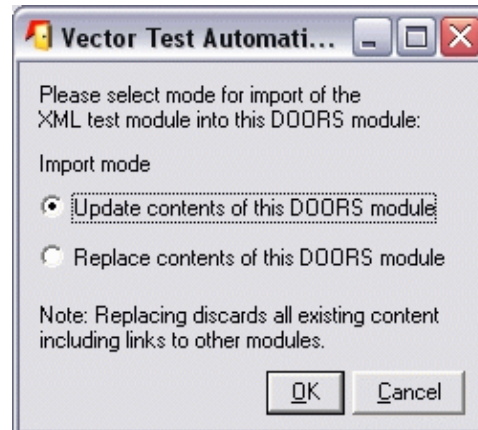 Vector Test Automati...
Please select mode for import of the
XML test module into this DOORS module:
Import mode
Update contents of this DOORS module
Replace contents of this DOORS module
Note: Replacing discards all existing content
including links to other modules.
OK
Cancel